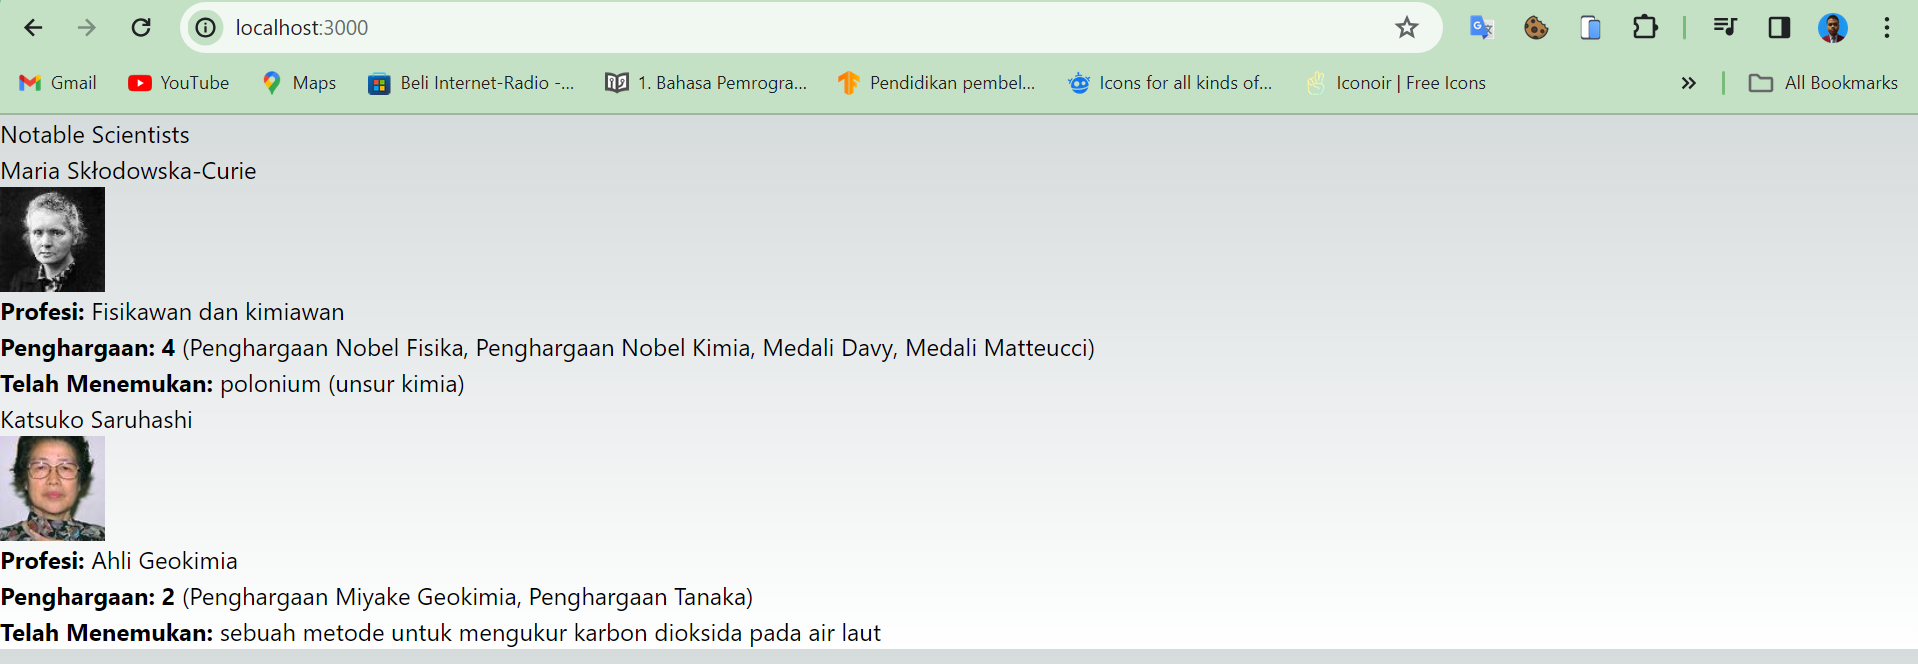 localhost:3000
Gmail YouTube Maps Beli Internet-Radio -... 1. Bahasa Pemrogra... Pendidikan pembel... Icons for all kinds of... Iconoir | Free Icons » All Bookmarks
Notable Scientists
Maria Skłodowska-Curie
Profesi: Fisikawan dan kimiawan
Penghargaan: 4 (Penghargaan Nobel Fisika, Penghargaan Nobel Kimia, Medali Davy, Medali Matteucci)
Telah Menemukan: polonium (unsur kimia)
Katsuko Saruhashi
Profesi: Ahli Geokimia
Penghargaan: 2 (Penghargaan Miyake Geokimia, Penghargaan Tanaka)
Telah Menemukan: sebuah metode untuk mengukur karbon dioksida pada air laut